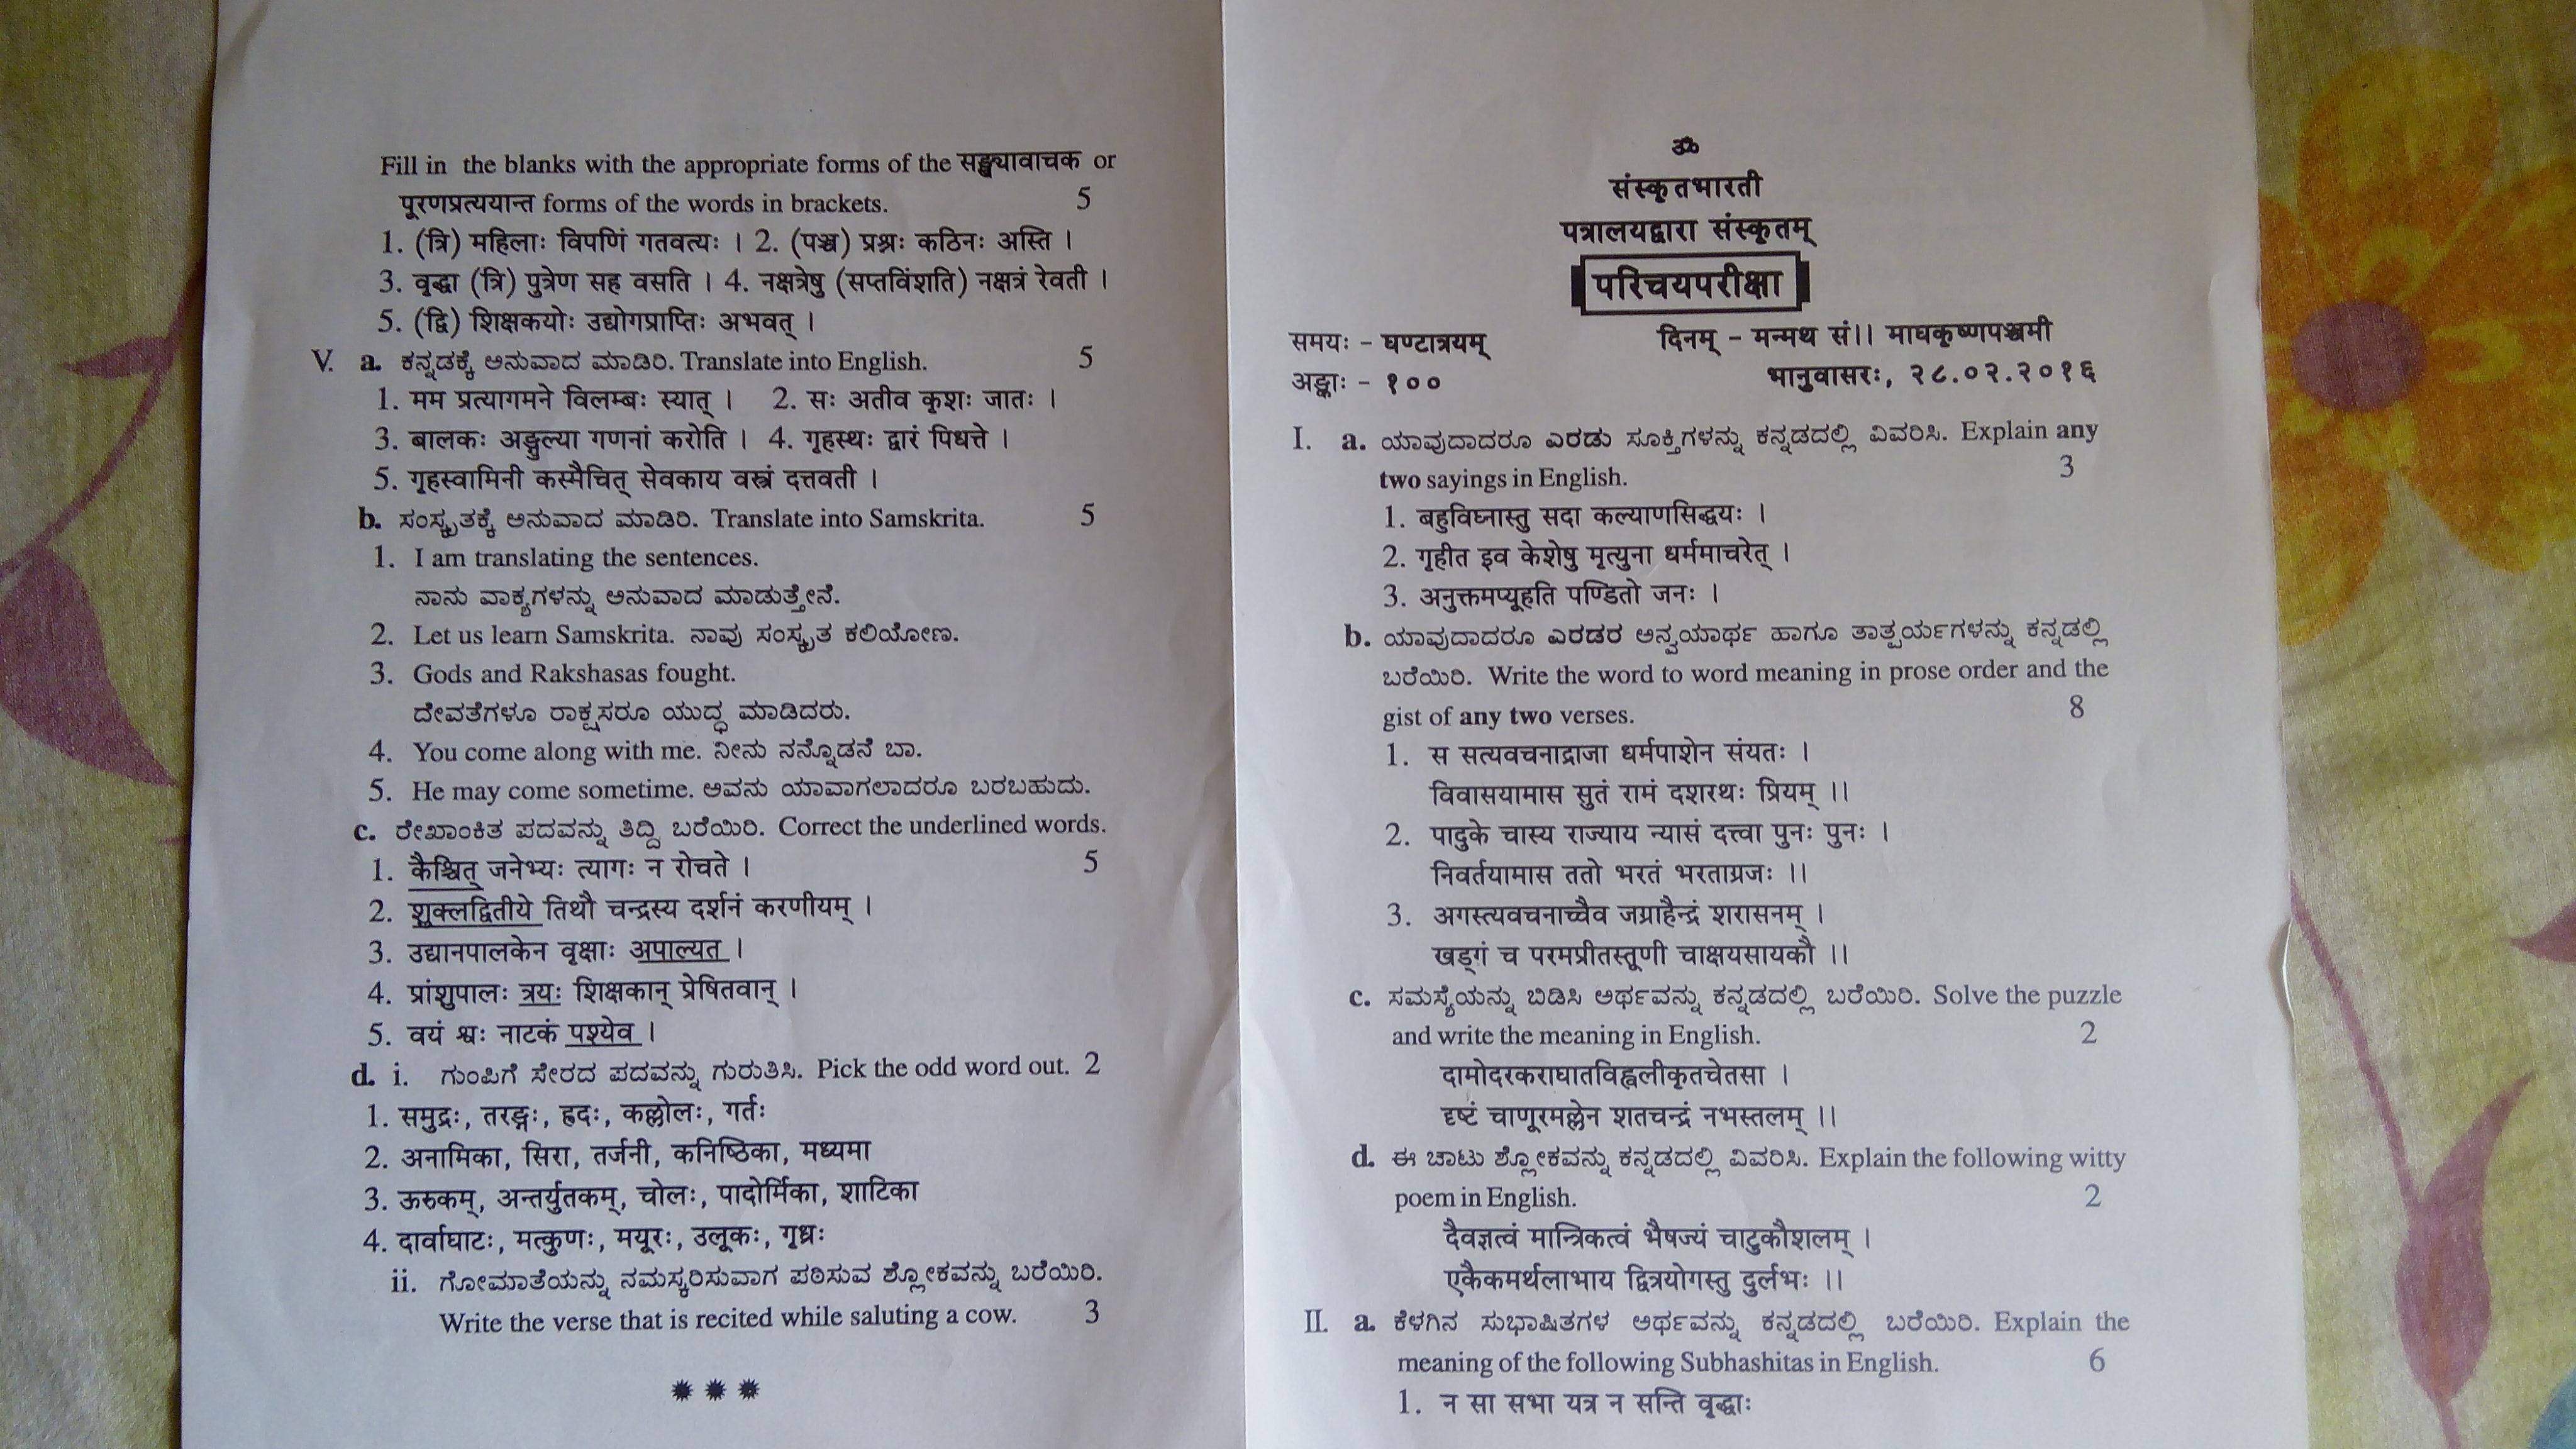 Fill in the blanks with the appropriate forms of the सङ्ख्यावाचक or
पूरणप्रत्ययान्त forms of the words in brackets. 5
1. (त्रि) महिलाः विपणिं गतवत्यः । 2. (पञ्च) प्रश्नः कठिनः अस्ति ।
3. वृद्धा (त्रि) पुत्रेण सह वसति । 4. नक्षत्रेषु (सप्तविंशति) नक्षत्रं रेवती ।
5. (द्वि) शिक्षकयोः उद्योगप्राप्तिः अभवत् ।
V. a. ಕನ್ನಡಕ್ಕೆ ಅನುವಾದ ಮಾಡಿರಿ. Translate into English. 5
1. मम प्रत्यागमने विलम्बः स्यात् । 2. सः अतीव कृशः जातः ।
3. बालकः अङ्गुल्या गणनां करोति । 4. गृहस्थः द्वारं पिधत्ते ।
5. गृहस्वामिनी कस्मैचित् सेवकाय वस्त्रं दत्तवती ।
b. ಸಂಸ್ಕೃತಕ್ಕೆ ಅನುವಾದ ಮಾಡಿರಿ. Translate into Samskrita. 5
1. I am translating the sentences.
ನಾನು ವಾಕ್ಯಗಳನ್ನು ಅನುವಾದ ಮಾಡುತ್ತೇನೆ.
2. Let us learn Samskrita. ನಾವು ಸಂಸ್ಕೃತ ಕಲಿಯೋಣ.
3. Gods and Rakshasas fought.
ದೇವತೆಗಳೂ ರಾಕ್ಷಸರೂ ಯುದ್ಧ ಮಾಡಿದರು.
4. You come along with me. ನೀನು ನನ್ನೊಡನೆ ಬಾ.
5. He may come sometime. ಅವನು ಯಾವಾಗಲಾದರೂ ಬರಬಹುದು.
c. ರೇಖಾಂಕಿತ ಪದವನ್ನು ತಿದ್ದಿ ಬರೆಯಿರಿ. Correct the underlined words.
1. कैश्चित् जनेभ्यः त्यागः न रोचते । 5
2. शुक्लद्वितीये तिथौ चन्द्रस्य दर्शनं करणीयम् ।
3. उद्यानपालकेन वृक्षाः अपाल्यत ।
4. प्रांशुपालः त्रयः शिक्षकान् प्रेषितवान् ।
5. वयं श्वः नाटकं पश्येव ।
d. i. ಗುಂಪಿಗೆ ಸೇರದ ಪದವನ್ನು ಗುರುತಿಸಿ. Pick the odd word out. 2
1. समुद्रः, तरङ्गः, ह्रदः, कल्लोलः, गर्तः
2. अनामिका, सिरा, तर्जनी, कनिष्ठिका, मध्यमा
3. ऊरुकम्, अन्तर्युतकम्, चोलः, पादोर्मिका, शाटिका
4. दार्वाघाटः, मत्कुणः, मयूरः, उलूकः, गृध्रः
ii. ಗೋಮಾತೆಯನ್ನು ನಮಸ್ಕರಿಸುವಾಗ ಪಠಿಸುವ ಶ್ಲೋಕವನ್ನು ಬರೆಯಿರಿ.
Write the verse that is recited while saluting a cow. 3
ॐ
संस्कृतभारती
पत्रालयद्वारा संस्कृतम्
परिचयपरीक्षा
समयः - घण्टात्रयम् दिनम् - मन्मथ सं।। माघकृष्णपञ्चमी
अङ्काः - १०० भानुवासरः, २८.०२.२०१६
I. a. ಯಾವುದಾದರೂ ಎರಡು ಸೂಕ್ತಿಗಳನ್ನು ಕನ್ನಡದಲ್ಲಿ ವಿವರಿಸಿ. Explain any
two sayings in English. 3
1. बहुविघ्नास्तु सदा कल्याणसिद्धयः ।
2. गृहीत इव केशेषु मृत्युना धर्ममाचरेत् ।
3. अनुक्तमप्यूहति पण्डितो जनः ।
b. ಯಾವುದಾದರೂ ಎರಡರ ಅನ್ವಯಾರ್ಥ ಹಾಗೂ ತಾತ್ಪರ್ಯಗಳನ್ನು ಕನ್ನಡಲ್ಲಿ
ಬರೆಯಿರಿ. Write the word to word meaning in prose order and the
gist of any two verses. 8
1. स सत्यवचनाद्राजा धर्मपाशेन संयतः ।
विवासयामास सुतं रामं दशरथः प्रियम् ।।
2. पादुके चास्य राज्याय न्यासं दत्त्वा पुनः पुनः ।
निवर्तयामास ततो भरतं भरताग्रजः ।।
3. अगस्त्यवचनाच्चैव जग्राहैन्द्रं शरासनम् ।
खड्गं च परमप्रीतस्तूणी चाक्षयसायकौ ।।
c. ಸಮಸ್ಯೆಯನ್ನು ಬಿಡಿಸಿ ಅರ್ಥವನ್ನು ಕನ್ನಡದಲ್ಲಿ ಬರೆಯಿರಿ. Solve the puzzle
and write the meaning in English. 2
दामोदरकराघातविह्वलीकृतचेतसा ।
दृष्टं चाणूरमल्लेन शतचन्द्रं नभस्तलम् ।।
d. ಈ ಚಾಟು ಶ್ಲೋಕವನ್ನು ಕನ್ನಡದಲ್ಲಿ ವಿವರಿಸಿ. Explain the following witty
poem in English. 2
दैवज्ञत्वं मान्त्रिकत्वं भैषज्यं चाटुकौशलम् ।
एकैकमर्थलाभाय द्वित्रयोगस्तु दुर्लभः ।।
II. a. ಕೆಳಗಿನ ಸುಭಾಷಿತಗಳ ಅರ್ಥವನ್ನು ಕನ್ನಡದಲ್ಲಿ ಬರೆಯಿರಿ. Explain the
meaning of the following Subhashitas in English. 6
1. न सा सभा यत्र न सन्ति वृद्धाः